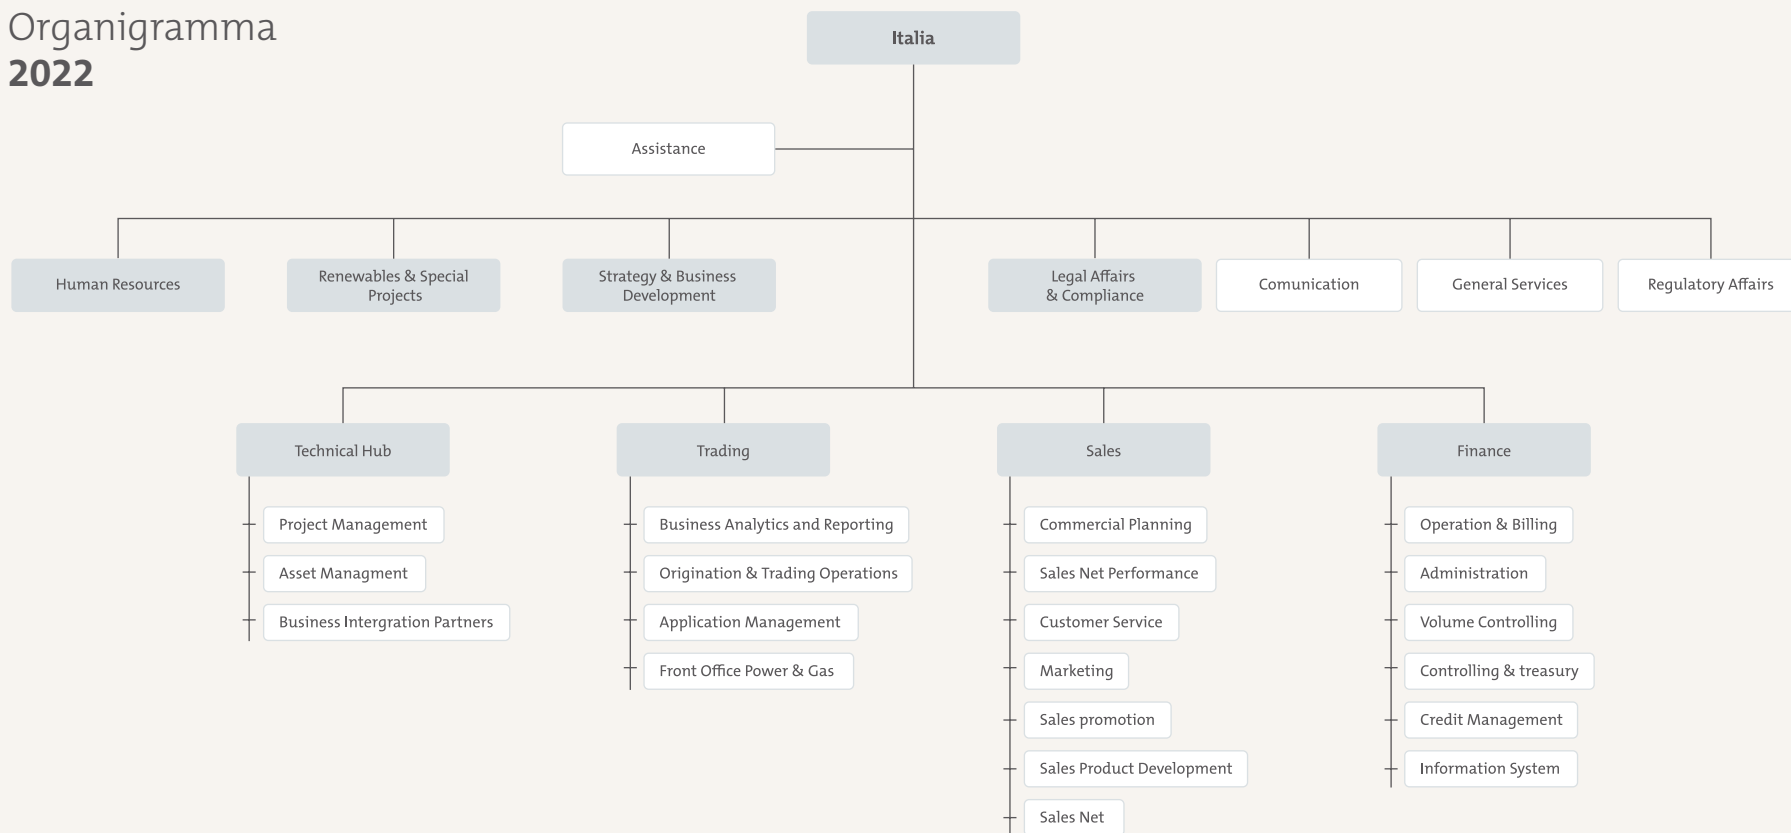 Organigramma
2022
Italia
Assistance
Human Resources
Renewables & Special
Projects
Strategy & Business
Development
Legal Affairs
& Compliance
Comunication
General Services
Regulatory Affairs
Technical Hub
Project Management
Asset Managment
Business Intergration Partners
Trading
Business Analytics and Reporting
Origination & Trading Operations
Application Management
Front Office Power & Gas
Sales
Commercial Planning
Sales Net Performance
Customer Service
Marketing
Sales promotion
Sales Product Development
Sales Net
Finance
Operation & Billing
Administration
Volume Controlling
Controlling & treasury
Credit Management
Information System